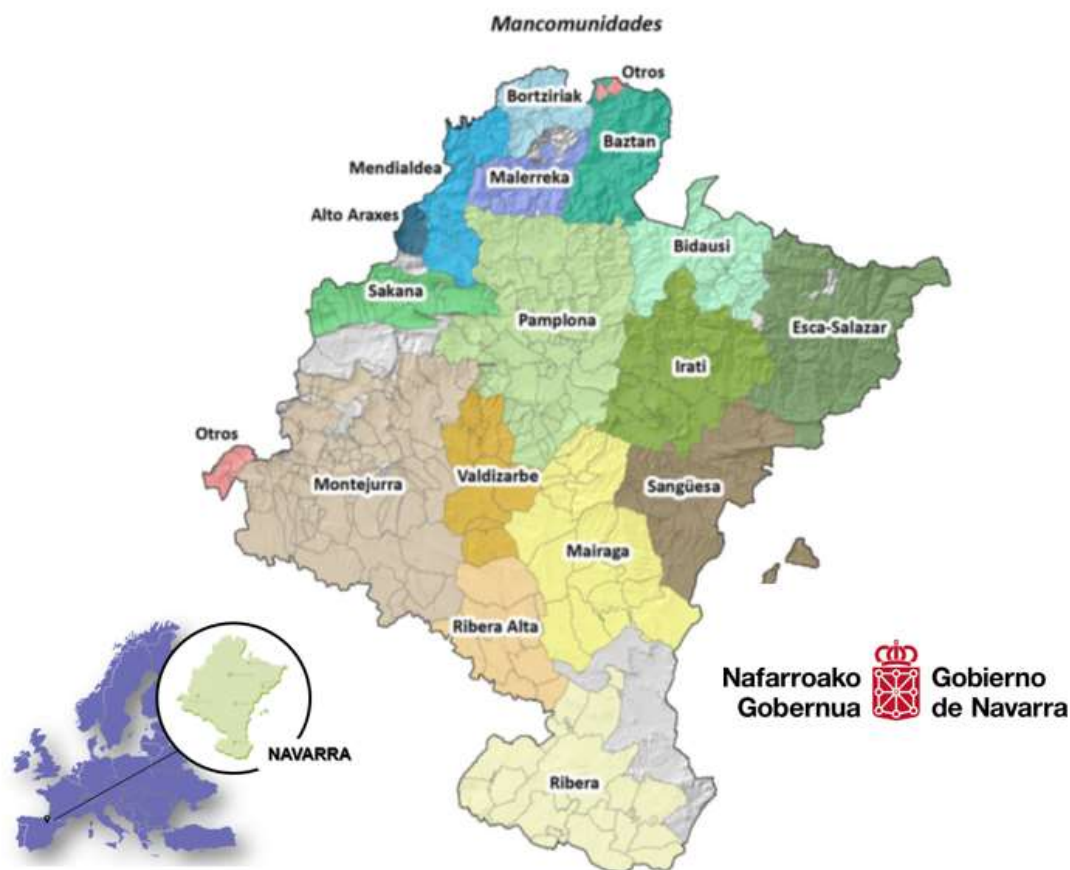 Mancomunidades
Otros
Bortziriak
Baztan
Mendialdea
Malerreka
Alto Araxes
Bidausi
Sakana
Pamplona
Esca-Salazar
Irati
Otros
Montejurra
Valdizarbe
Sangüesa
Mairaga
Ribera Alta
Nafarroako
Gobernua
Gobierno
de Navarra
NAVARRA
Ribera